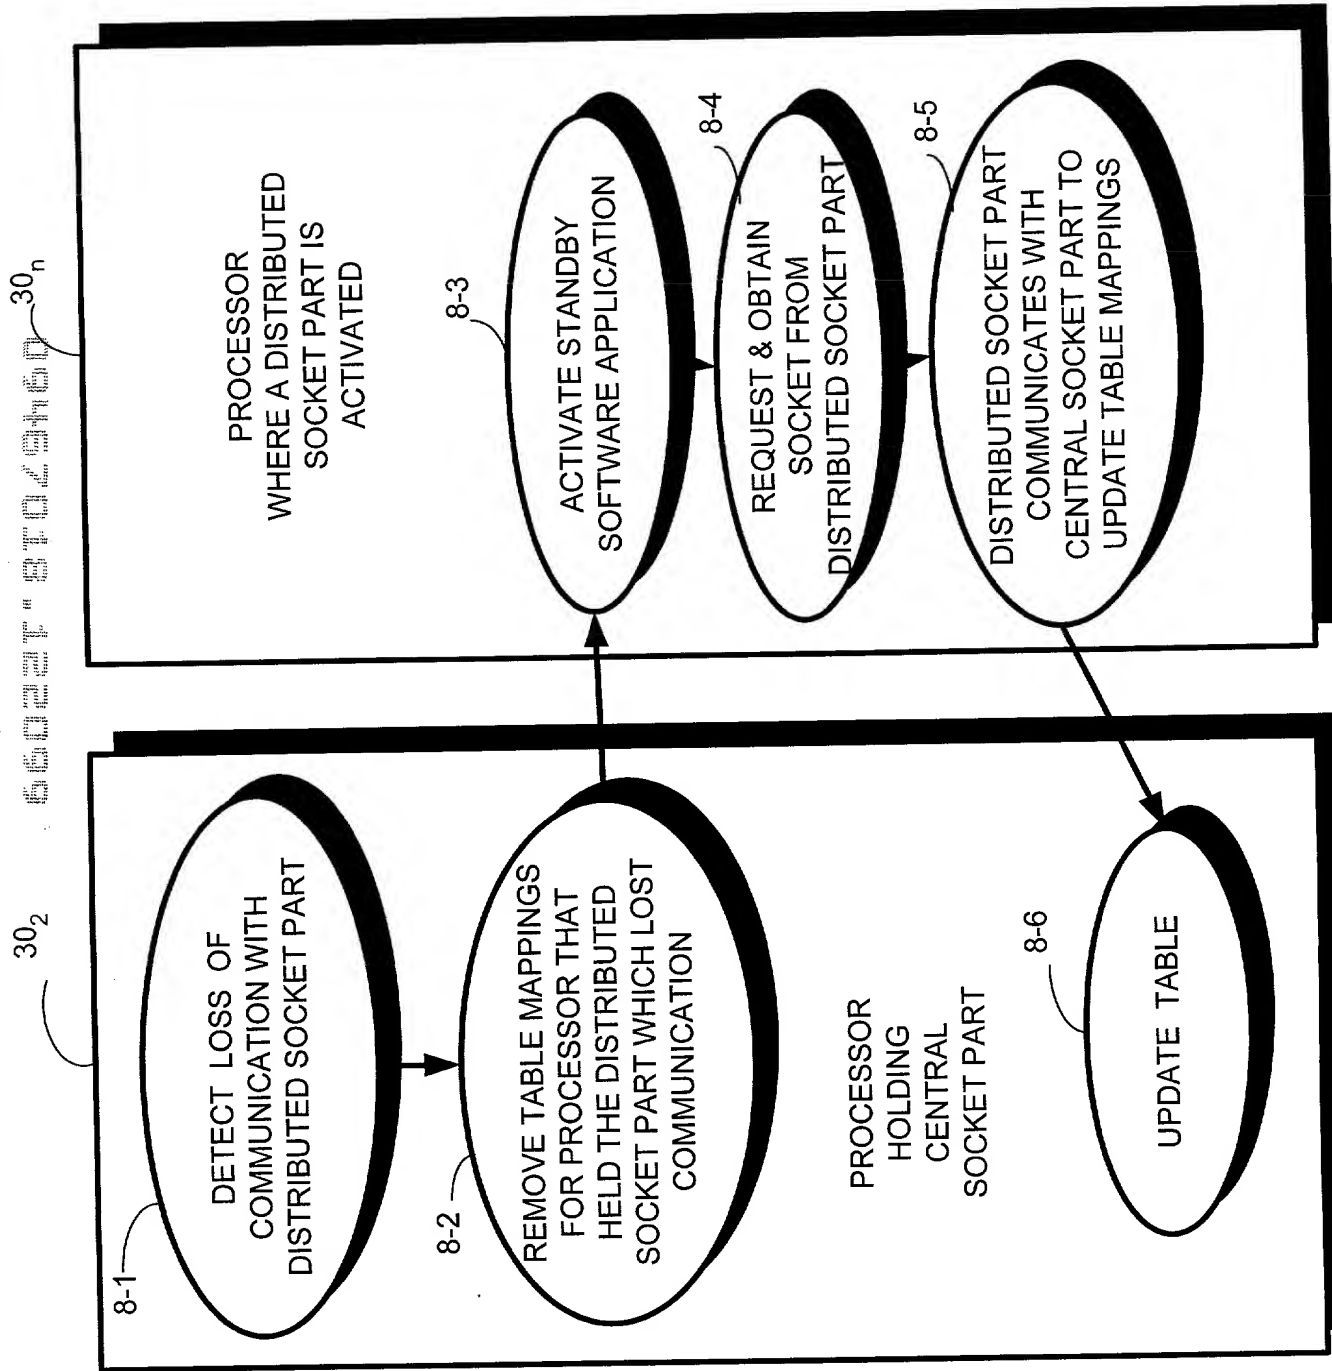 30₂
8-1
DETECT LOSS OF
COMMUNICATION WITH
DISTRIBUTED SOCKET PART
8-2
REMOVE TABLE MAPPINGS
FOR PROCESSOR THAT
HELD THE DISTRIBUTED
SOCKET PART WHICH LOST
COMMUNICATION
PROCESSOR
HOLDING
CENTRAL
SOCKET PART
8-6
UPDATE TABLE
30ₙ
PROCESSOR
WHERE A DISTRIBUTED
SOCKET PART IS
ACTIVATED
8-3
ACTIVATE STANDBY
SOFTWARE APPLICATION
8-4
REQUEST & OBTAIN
SOCKET FROM
DISTRIBUTED SOCKET PART
8-5
DISTRIBUTED SOCKET PART
COMMUNICATES WITH
CENTRAL SOCKET PART TO
UPDATE TABLE MAPPINGS